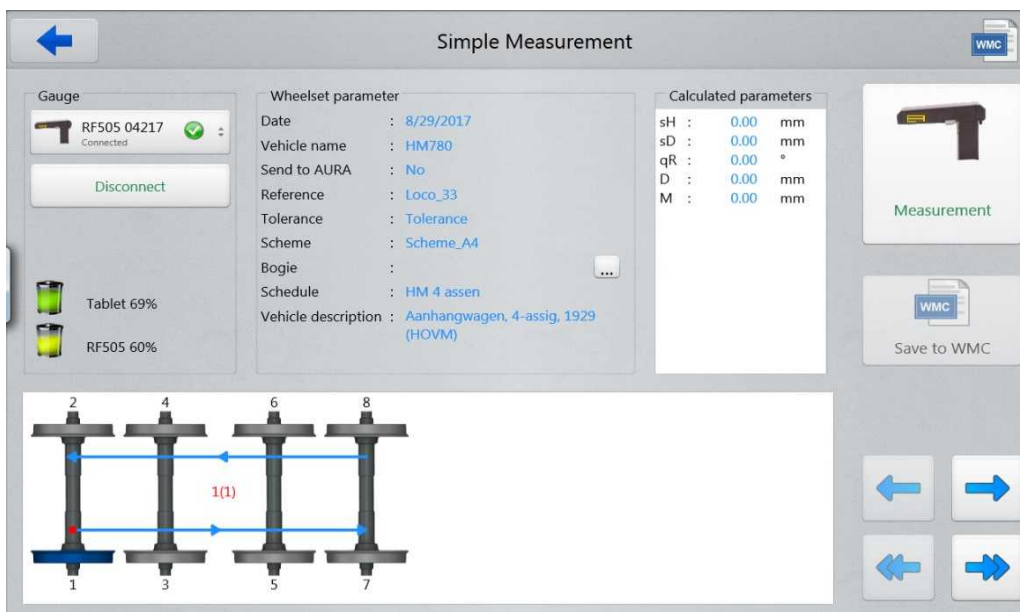 Simple Measurement
WMC
Gauge
RF505 04217
Connected
Disconnect
Tablet 69%
RF505 60%
Wheelset parameter
Date : 8/29/2017
Vehicle name : HM780
Send to AURA : No
Reference : Loco_33
Tolerance : Tolerance
Scheme : Scheme_A4
Bogie :
...
Schedule : HM 4 assen
Vehicle description : Aanhangwagen, 4-assig, 1929
(HOVM)
Calculated parameters
sH : 0.00 mm
sD : 0.00 mm
qR : 0.00 °
D : 0.00 mm
M : 0.00 mm
Measurement
WMC
Save to WMC
2 4 6 8
1(1)
1 3 5 7